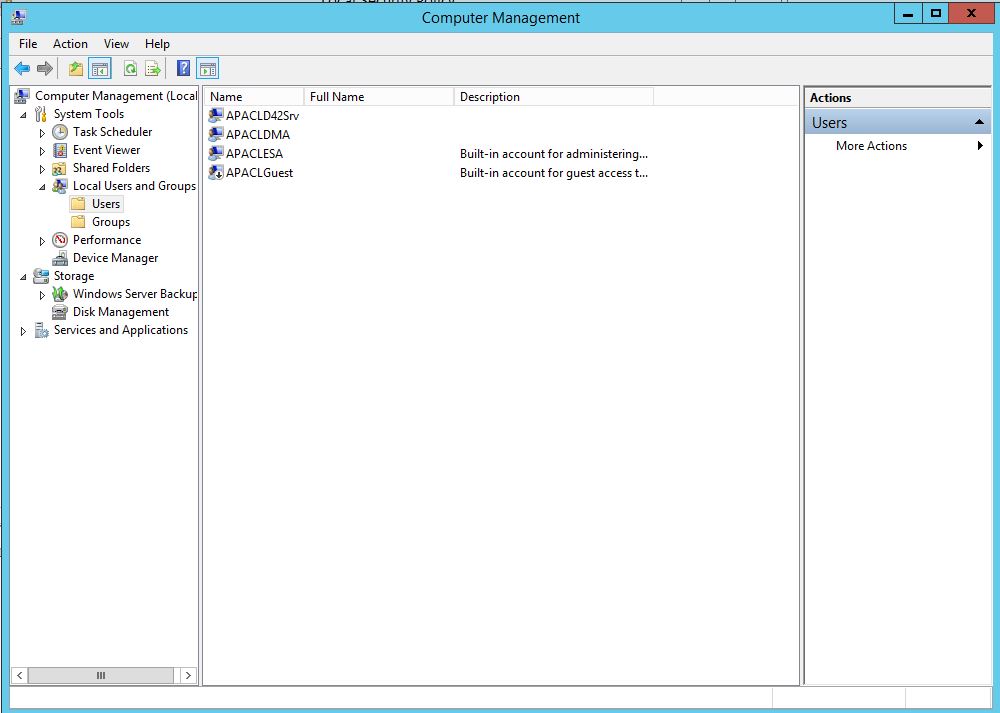 Computer Management
File Action View Help
Computer Management (Local
System Tools
Task Scheduler
Event Viewer
Shared Folders
Local Users and Groups
Users
Groups
Performance
Device Manager
Storage
Windows Server Backup
Disk Management
Services and Applications
Name Full Name Description
APACLD42Srv
APACLDMA
APACLESA Built-in account for administering...
APACLGuest Built-in account for guest access t...
Actions
Users
More Actions